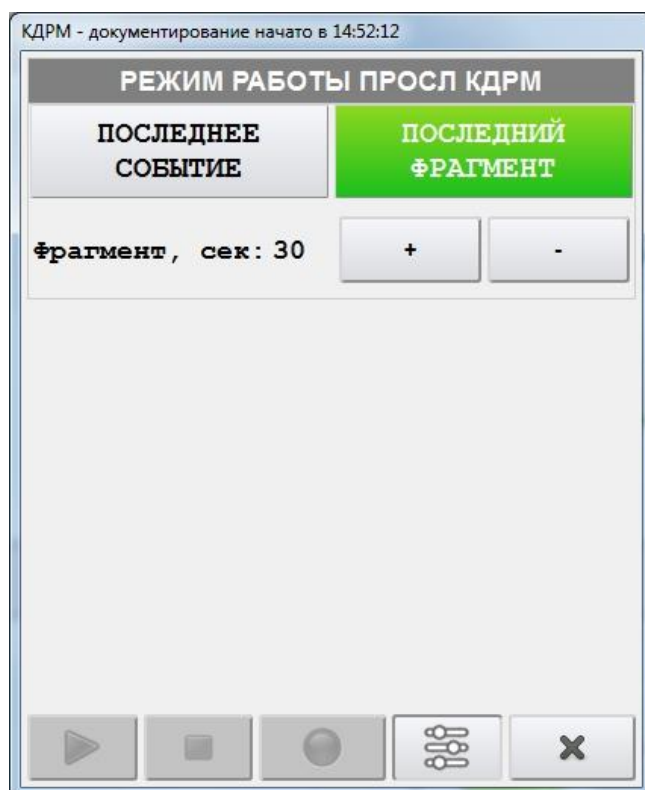 КДРМ - документирование начато в 14:52:12
РЕЖИМ РАБОТЫ ПРОСЛ КДРМ
ПОСЛЕДНЕЕ
СОБЫТИЕ
ПОСЛЕДНИЙ
ФРАГМЕНТ
Фрагмент, сек: 30
+
-